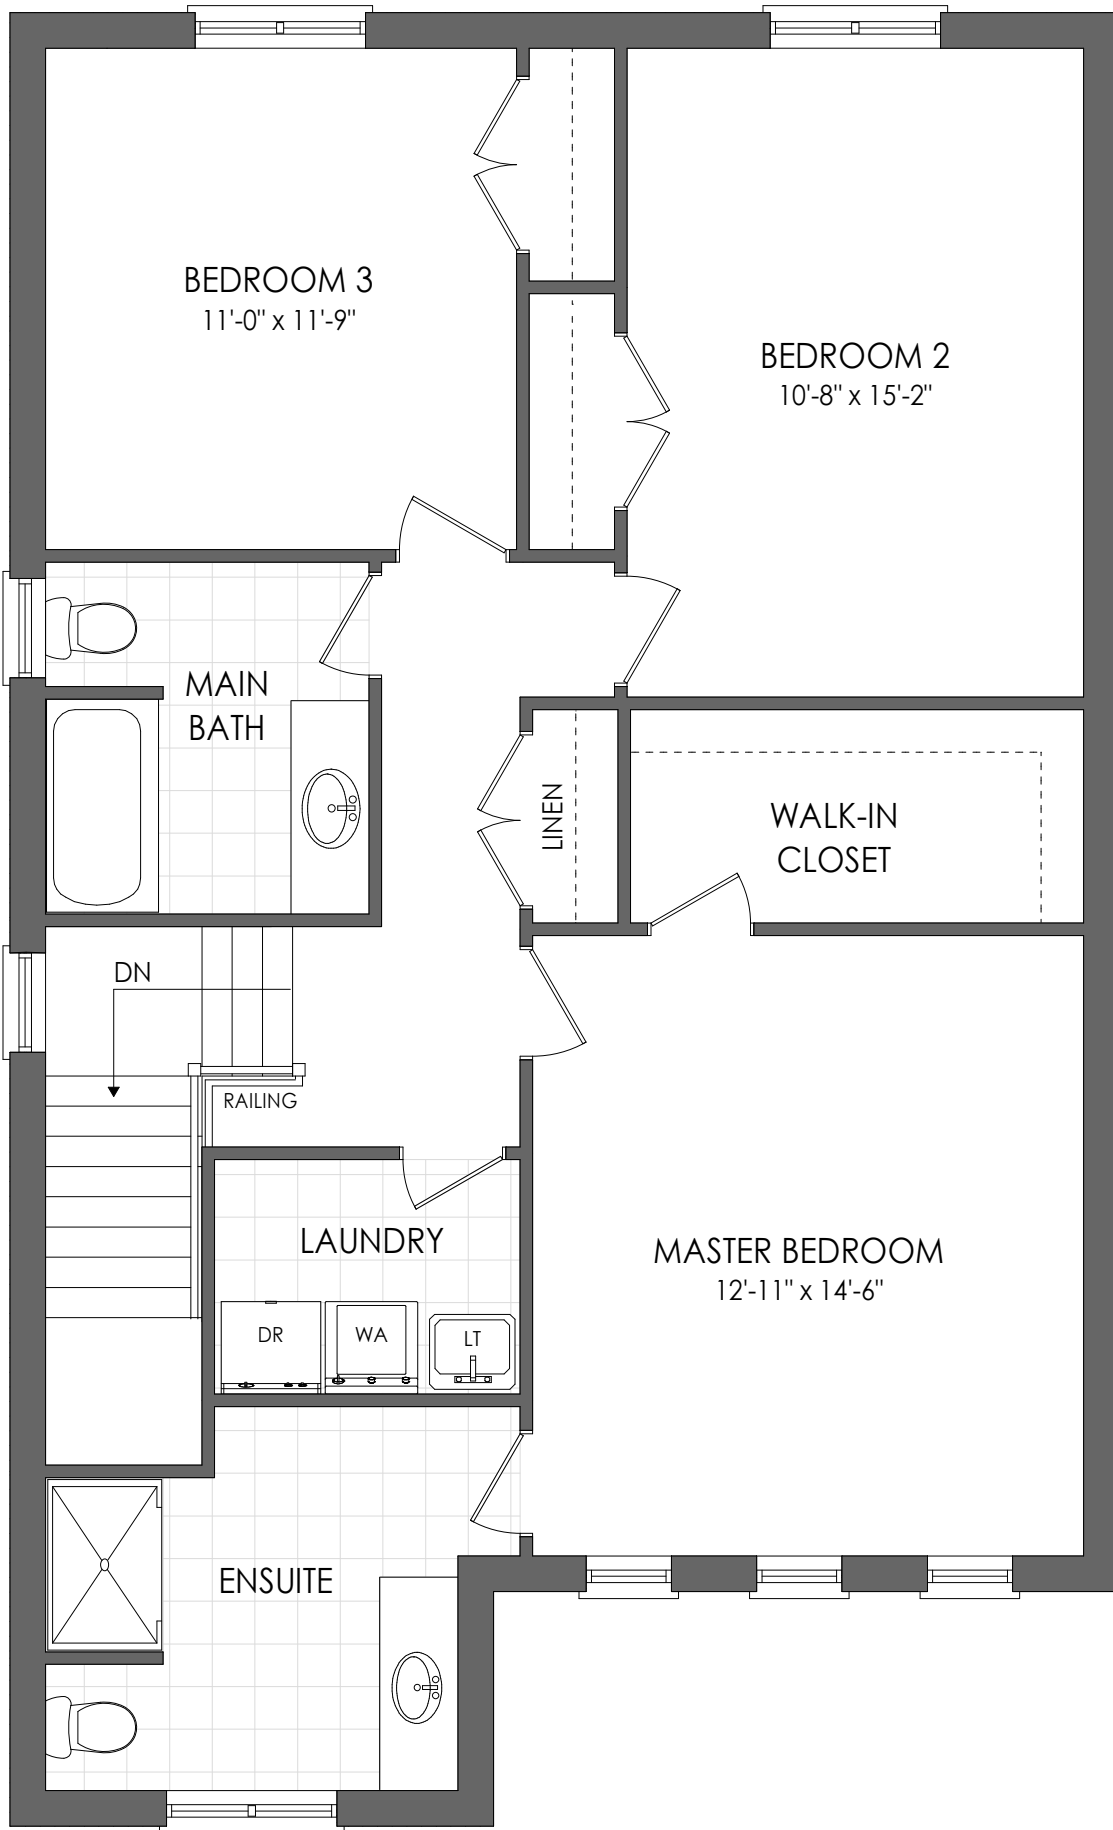 BEDROOM 3
11'-0" x 11'-9"
BEDROOM 2
10'-8" x 15'-2"
MAIN
BATH
LINEN
WALK-IN
CLOSET
DN
RAILING
LAUNDRY
DR
WA
LT
MASTER BEDROOM
12'-11" x 14'-6"
ENSUITE